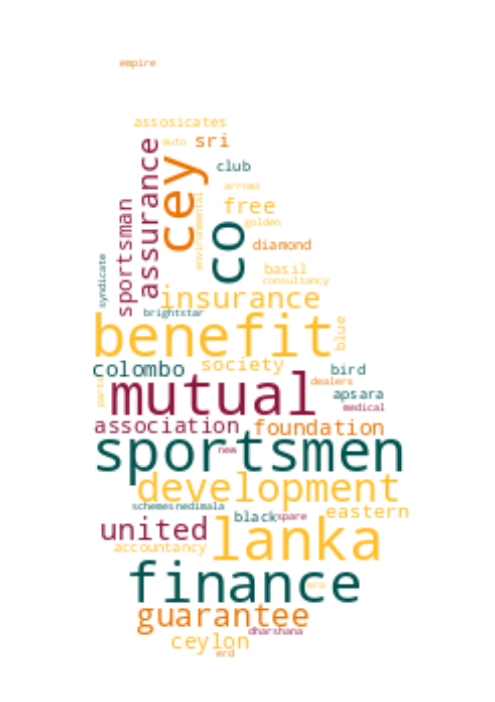 empire
assosicates
auto
sri
assurance
cey
club
arroms
sportsman
environmental
free
golden
co
diamond
syndicate
basil
consultancy
insurance
brightstar
benefit
blue
colombo
society
bird
dealers
parts
mutual
apsara
medical
association
foundation
sportsmen
new
development
schemes
nedimala
black
spare
eastern
united
lanka
accountancy
finance
era
guarantee
dharshana
ceylon
erd